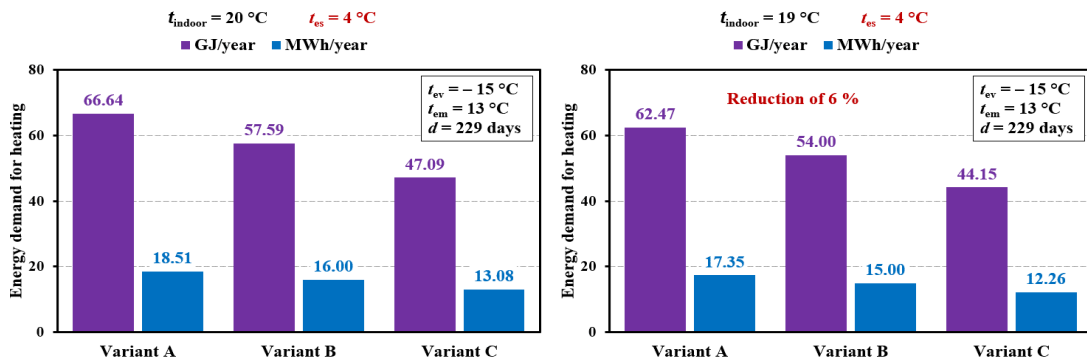 t_indoor = 20 °C t_es = 4 °C
GJ/year MWh/year
Energy demand for heating
80
60
40
20
0
t_ev = – 15 °C
t_em = 13 °C
d = 229 days
66.64
57.59
47.09
18.51
16.00
13.08
Variant A Variant B Variant C
t_indoor = 19 °C t_es = 4 °C
GJ/year MWh/year
Energy demand for heating
80
60
40
20
0
Reduction of 6 %
t_ev = – 15 °C
t_em = 13 °C
d = 229 days
62.47
54.00
44.15
17.35
15.00
12.26
Variant A Variant B Variant C